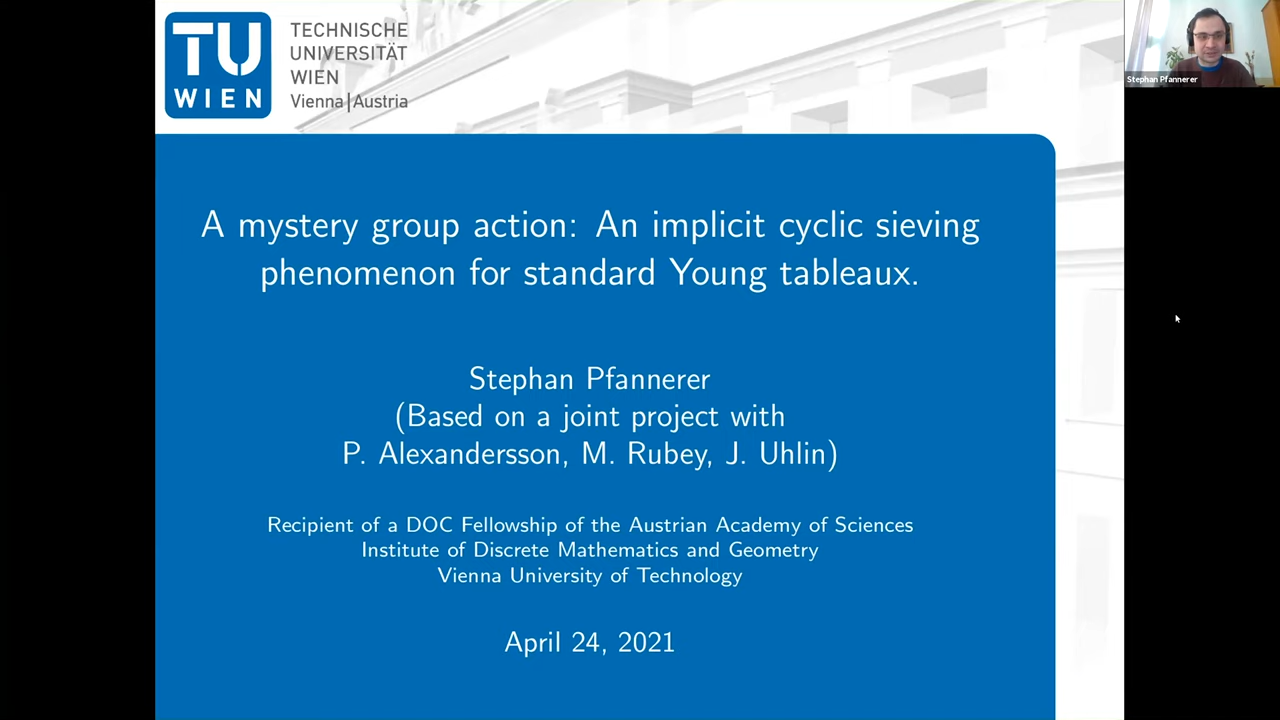 TU
WIEN
TECHNISCHE
UNIVERSITÄT
WIEN
Vienna|Austria
Stephan Pfannerer
A mystery group action: An implicit cyclic sieving
phenomenon for standard Young tableaux.
Stephan Pfannerer
(Based on a joint project with
P. Alexandersson, M. Rubey, J. Uhlin)
Recipient of a DOC Fellowship of the Austrian Academy of Sciences
Institute of Discrete Mathematics and Geometry
Vienna University of Technology
April 24, 2021